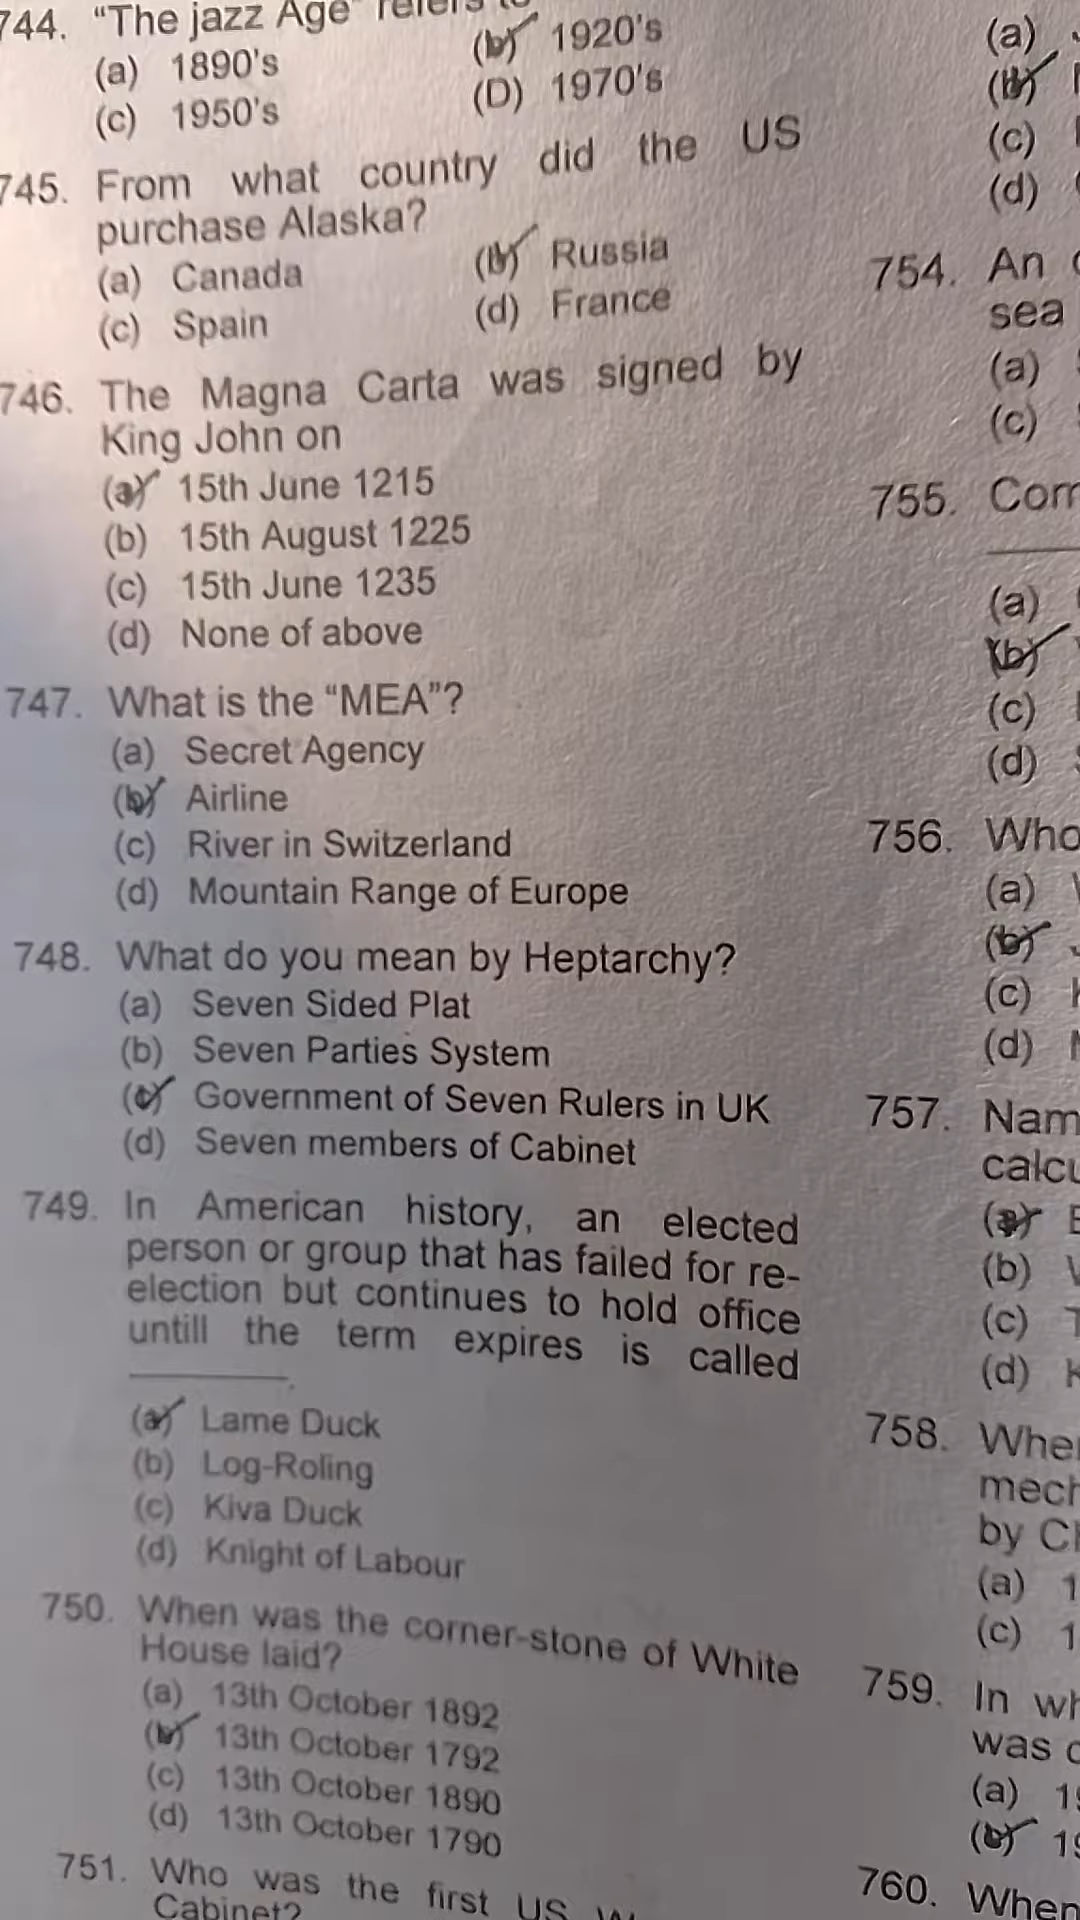 744. "The jazz Age" refers to
(a) 1890's (b) 1920's
(c) 1950's (D) 1970's
745. From what country did the US
purchase Alaska?
(a) Canada (b) Russia
(c) Spain (d) France
746. The Magna Carta was signed by
King John on
(a) 15th June 1215
(b) 15th August 1225
(c) 15th June 1235
(d) None of above
747. What is the “MEA”?
(a) Secret Agency
(b) Airline
(c) River in Switzerland
(d) Mountain Range of Europe
748. What do you mean by Heptarchy?
(a) Seven Sided Plat
(b) Seven Parties System
(c) Government of Seven Rulers in UK
(d) Seven members of Cabinet
749. In American history, an elected
person or group that has failed for re-
election but continues to hold office
untill the term expires is called
(a) Lame Duck
(b) Log-Roling
(c) Kiva Duck
(d) Knight of Labour
750. When was the corner-stone of White
House laid?
(a) 13th October 1892
(b) 13th October 1792
(c) 13th October 1890
(d) 13th October 1790
751. Who was the first US
Cabinet?
(a)
(b)
(c)
(d)
754. An
sea
(a)
(c)
755.
(a)
(b)
(c)
(d)
756. Who
(a)
(b)
(c)
(d)
757.
(a)
(b)
(c)
(d)
758.
by
(a)
(c)
759. In
was
(a)
(b)
760. When